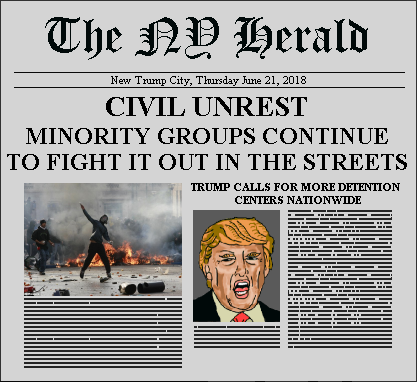 The NY Herald
New Trump City, Thursday June 21, 2018
CIVIL UNREST
MINORITY GROUPS CONTINUE
TO FIGHT IT OUT IN THE STREETS
TRUMP CALLS FOR MORE DETENTION
CENTERS NATIONWIDE